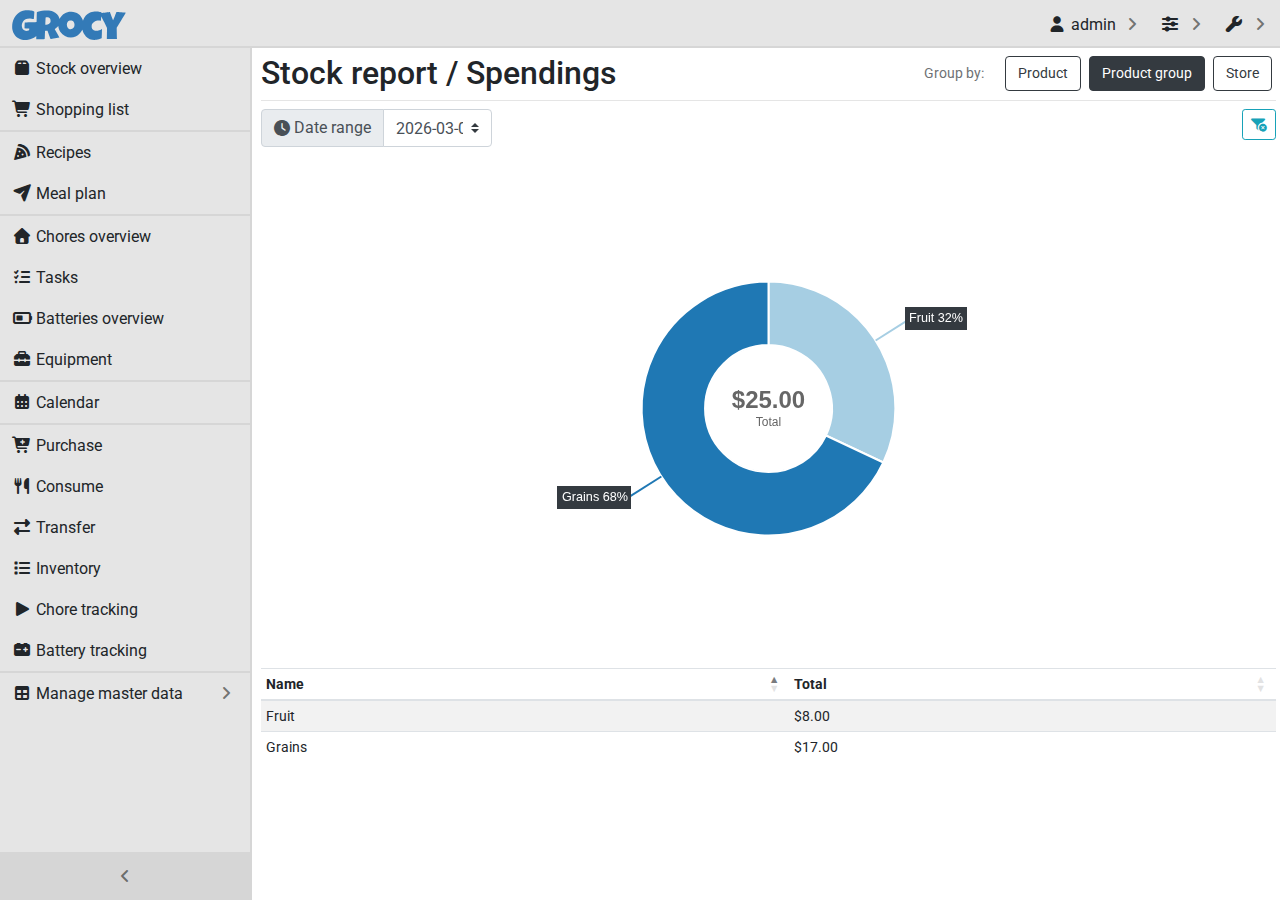 GROCY
admin
Stock overview
Shopping list
Recipes
Meal plan
Chores overview
Tasks
Batteries overview
Equipment
Calendar
Purchase
Consume
Transfer
Inventory
Chore tracking
Battery tracking
Manage master data
Stock report / Spendings
Group by:
Product
Product group
Store
Date range
Fruit 32%
$25.00
Total
Grains 68%
Name Total
Fruit $8.00
Grains $17.00